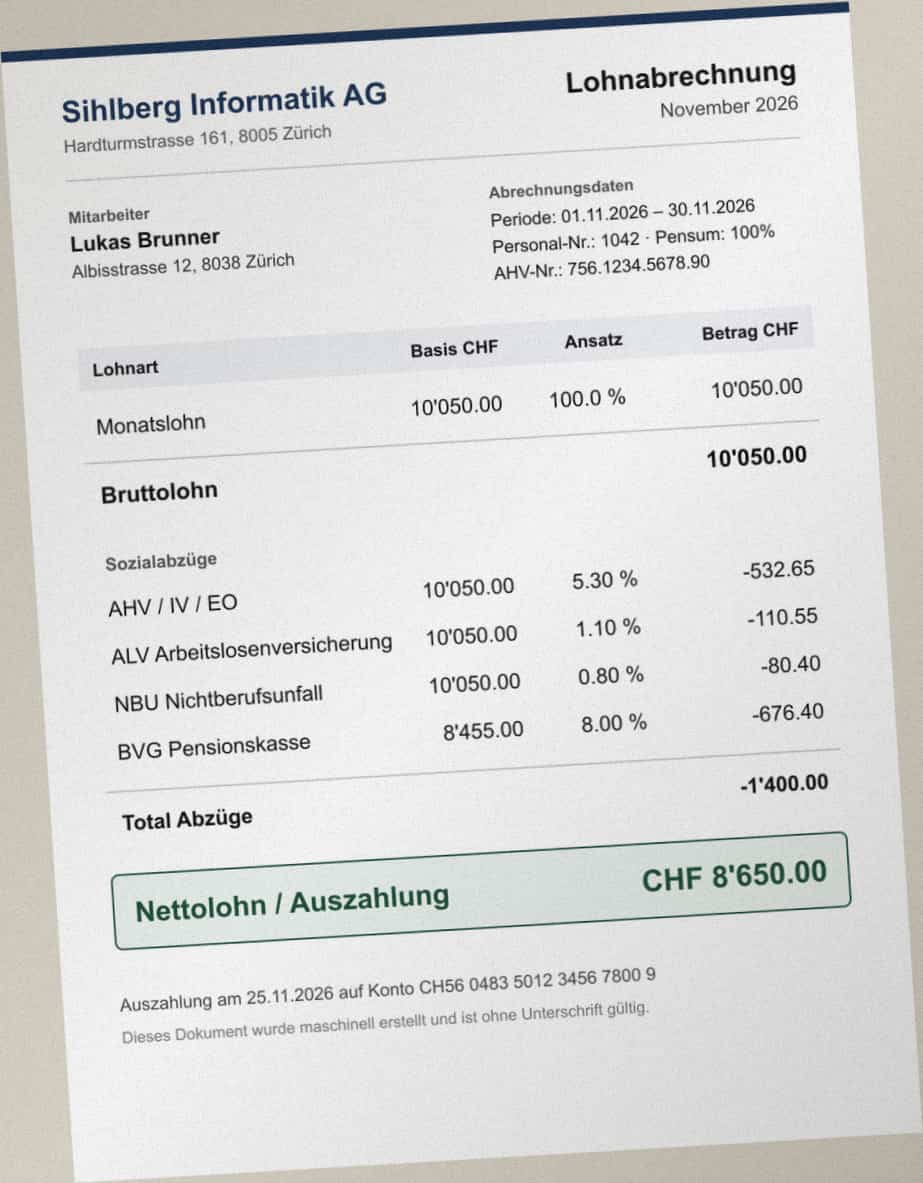 Sihlberg Informatik AG
Hardturmstrasse 161, 8005 Zürich
Lohnabrechnung
November 2026
Mitarbeiter
Lukas Brunner
Albisstrasse 12, 8038 Zürich
Abrechnungsdaten
Periode: 01.11.2026 – 30.11.2026
Personal-Nr.: 1042 · Pensum: 100%
AHV-Nr.: 756.1234.5678.90
Lohnart Basis CHF Ansatz Betrag CHF
Monatslohn 10'050.00 100.0 % 10'050.00
Bruttolohn 10'050.00
Sozialabzüge
AHV / IV / EO 10'050.00 5.30 % -532.65
ALV Arbeitslosenversicherung 10'050.00 1.10 % -110.55
NBU Nichtberufsunfall 10'050.00 0.80 % -80.40
BVG Pensionskasse 8'455.00 8.00 % -676.40
Total Abzüge -1'400.00
Nettolohn / Auszahlung CHF 8'650.00
Auszahlung am 25.11.2026 auf Konto CH56 0483 5012 3456 7800 9
Dieses Dokument wurde maschinell erstellt und ist ohne Unterschrift gültig.